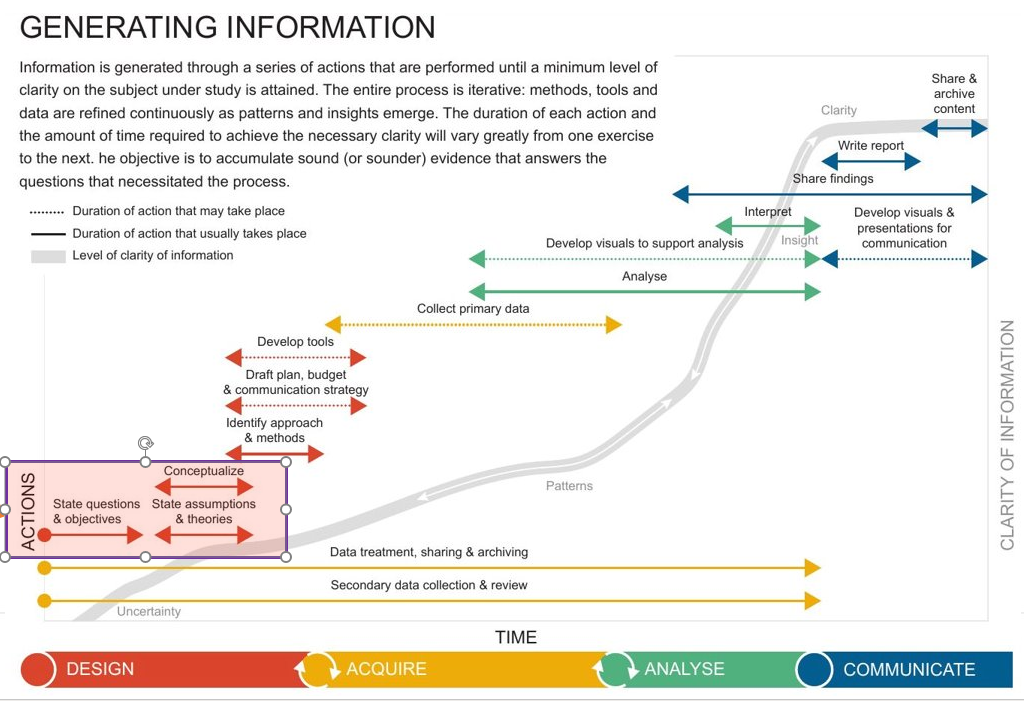 GENERATING INFORMATION
Information is generated through a series of actions that are performed until a minimum level of
clarity on the subject under study is attained. The entire process is iterative: methods, tools and
data are refined continuously as patterns and insights emerge. The duration of each action and
the amount of time required to achieve the necessary clarity will vary greatly from one exercise
to the next. he objective is to accumulate sound (or sounder) evidence that answers the
questions that necessitated the process.
Duration of action that may take place
Duration of action that usually takes place
Level of clarity of information
Share &
archive
content
Clarity
Write report
Share findings
Interpret
Develop visuals &
presentations for
communication
Develop visuals to support analysis
Insight
Analyse
Collect primary data
Develop tools
Draft plan, budget
& communication strategy
Identify approach
& methods
Conceptualize
State questions
& objectives
State assumptions
& theories
ACTIONS
Patterns
CLARITY OF INFORMATION
Data treatment, sharing & archiving
Secondary data collection & review
Uncertainty
TIME
DESIGN
ACQUIRE
ANALYSE
COMMUNICATE